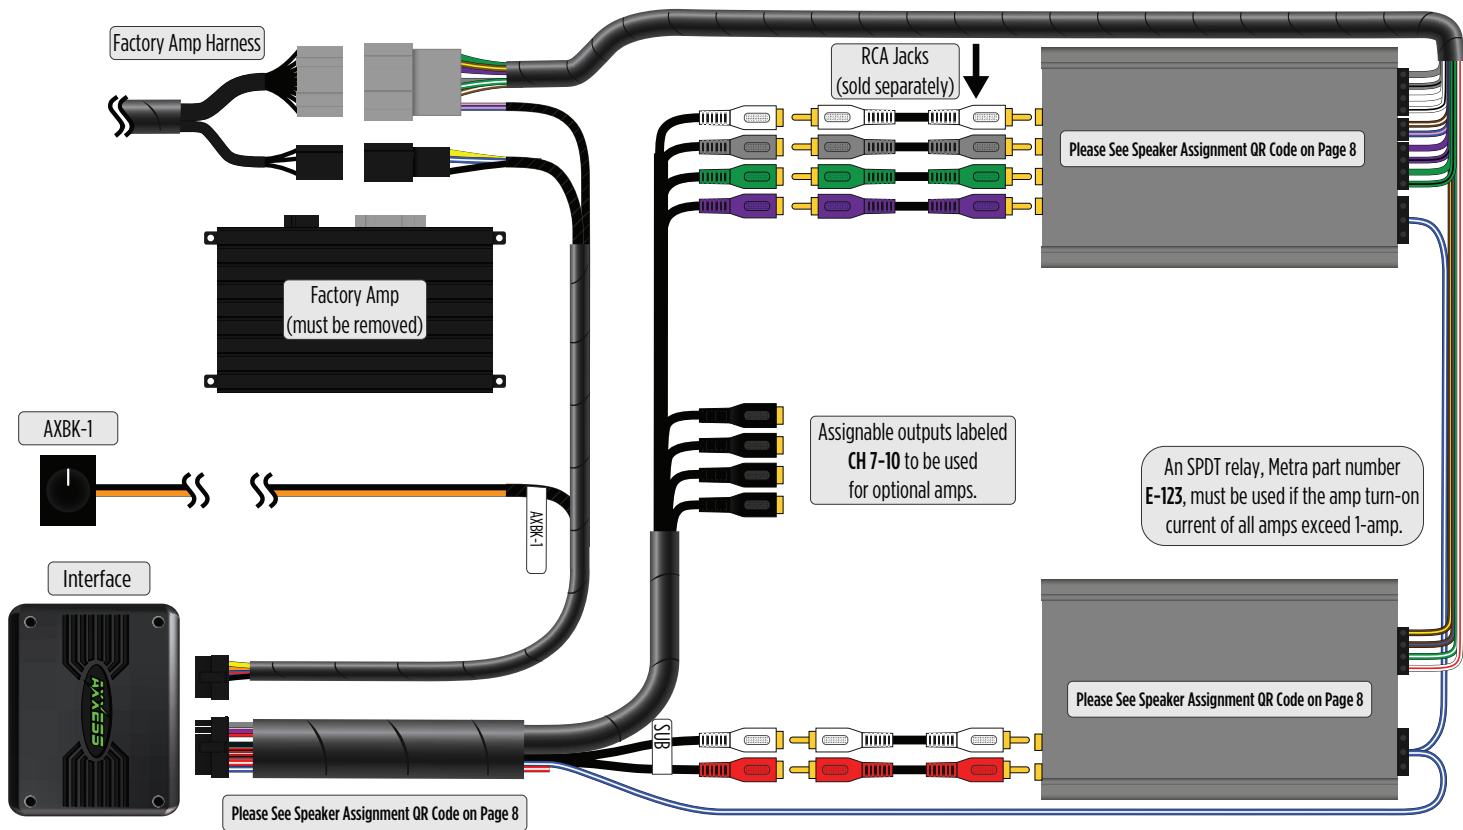 Factory Amp Harness
RCA Jacks
(sold separately)
Please See Speaker Assignment QR Code on Page 8
Factory Amp
(must be removed)
AXBK-1
AXBK-1
Assignable outputs labeled
CH 7-10 to be used
for optional amps.
An SPDT relay, Metra part number
E-123, must be used if the amp turn-on
current of all amps exceed 1-amp.
Interface
AXXESS
SUB
Please See Speaker Assignment QR Code on Page 8
Please See Speaker Assignment QR Code on Page 8